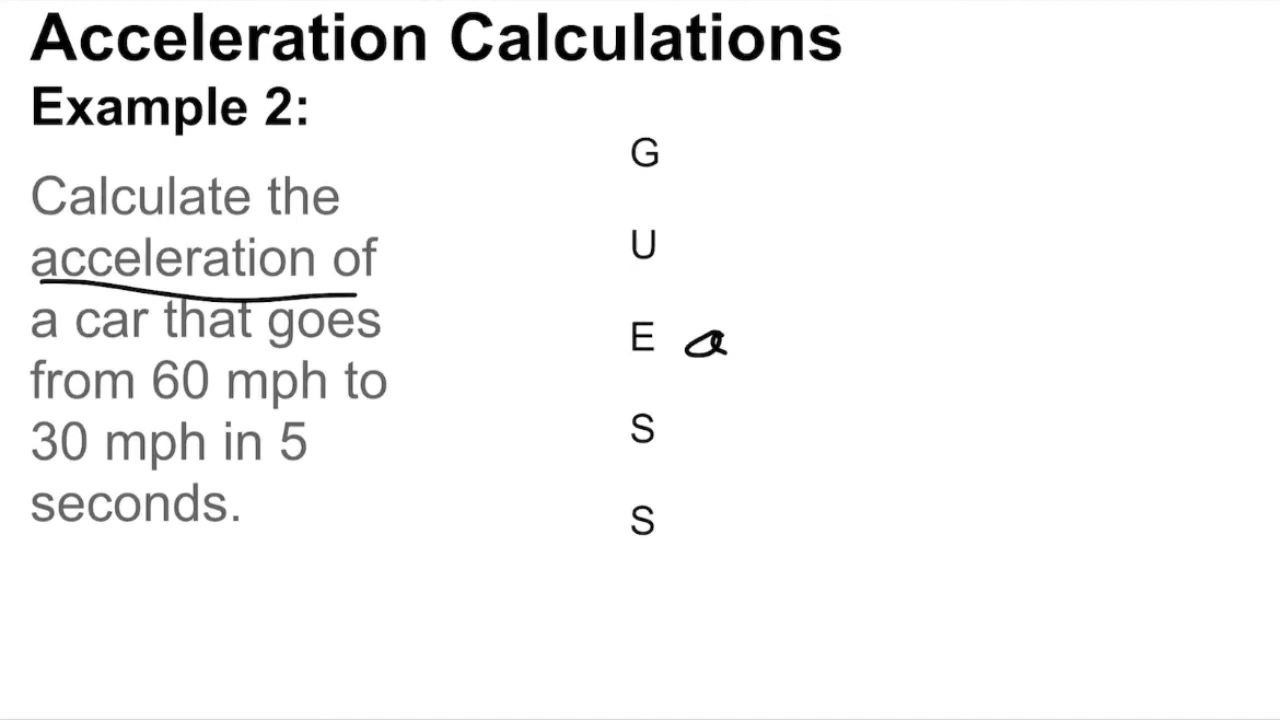 Acceleration Calculations
Example 2:
Calculate the
acceleration of
a car that goes
from 60 mph to
30 mph in 5
seconds.
G
U
E a
S
S